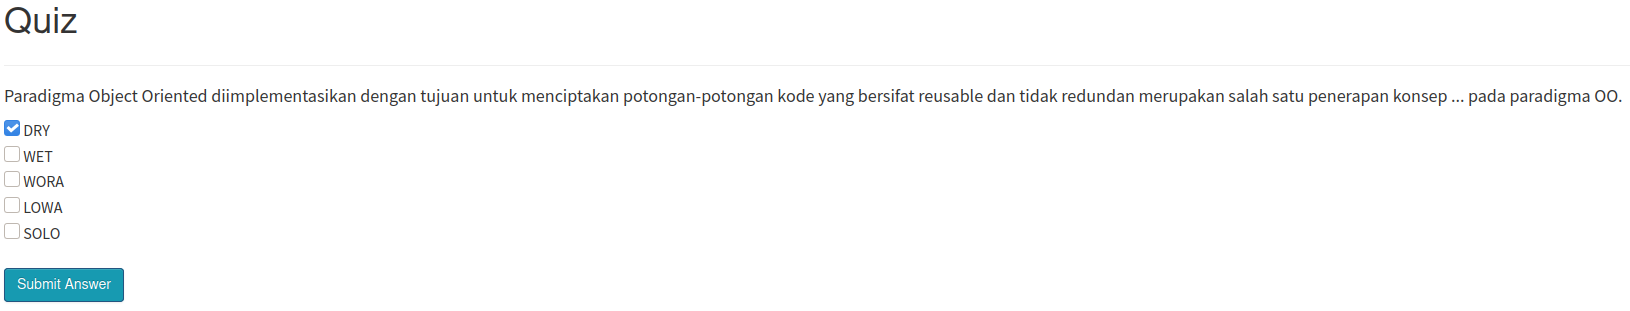 Quiz
Paradigma Object Oriented diimplementasikan dengan tujuan untuk menciptakan potongan-potongan kode yang bersifat reusable dan tidak redundan merupakan salah satu penerapan konsep ... pada paradigma OO.
DRY
WET
WORA
LOWA
SOLO
Submit Answer